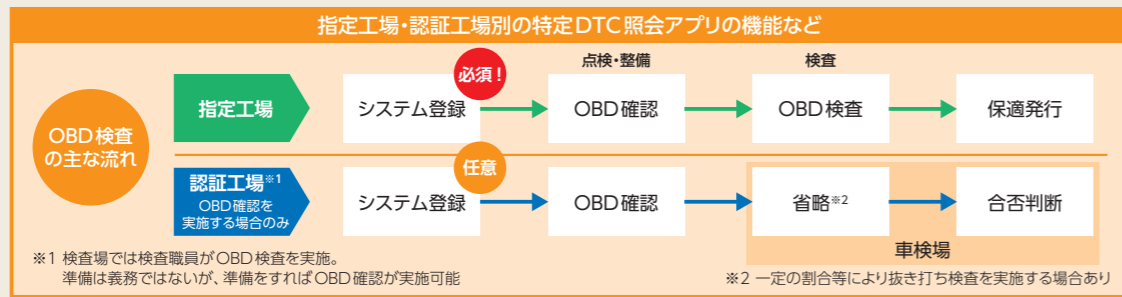 指定工場・認証工場別の特定DTC照会アプリの機能など
OBD検査
の主な流れ
指定工場
システム登録
必須！
点検・整備
OBD確認
検査
OBD検査
保適発行
認証工場※1
OBD確認を
実施する場合のみ
システム登録
任意
OBD確認
省略※2
合否判断
車検場
※1 検査場では検査職員がOBD検査を実施。
準備は義務ではないが、準備をすればOBD確認が実施可能
※2 一定の割合等により抜き打ち検査を実施する場合あり